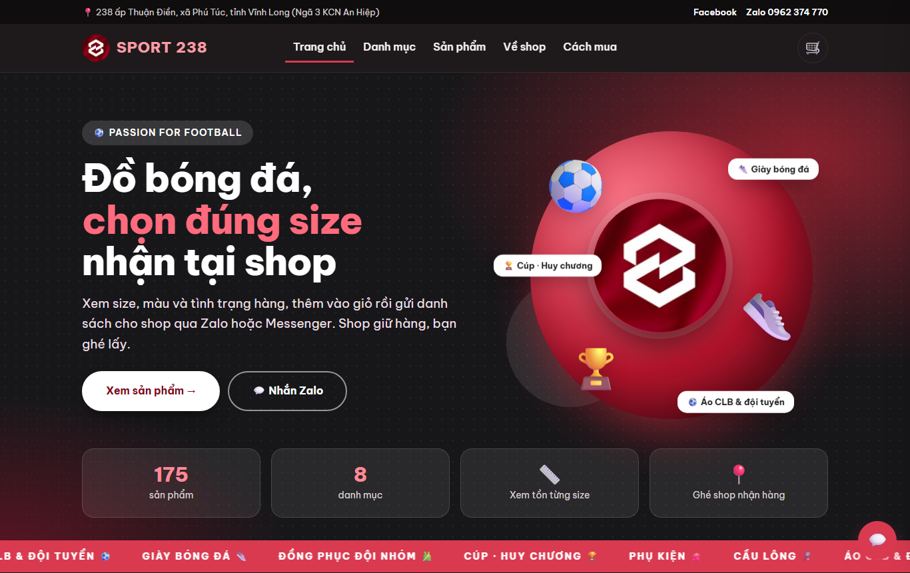 238 ấp Thuận Điền, xã Phú Túc, tỉnh Vĩnh Long (Ngã 3 KCN An Hiệp)
Facebook Zalo 0962 374 770
SPORT 238
Trang chủ Danh mục Sản phẩm Về shop Cách mua
PASSION FOR FOOTBALL
Đồ bóng đá,
chọn đúng size
nhận tại shop
Xem size, màu và tình trạng hàng, thêm vào giỏ rồi gửi danh
sách cho shop qua Zalo hoặc Messenger. Shop giữ hàng, bạn
ghé lấy.
Xem sản phẩm →
Nhắn Zalo
Giày bóng đá
Cúp · Huy chương
Áo CLB & đội tuyển
175
sản phẩm
8
danh mục
Xem tồn từng size
Ghé shop nhận hàng
LB & ĐỘI TUYỂN GIÀY BÓNG ĐÁ ĐỒNG PHỤC ĐỘI NHÓM CÚP · HUY CHƯƠNG PHỤ KIỆN CẦU LÔNG ÁO